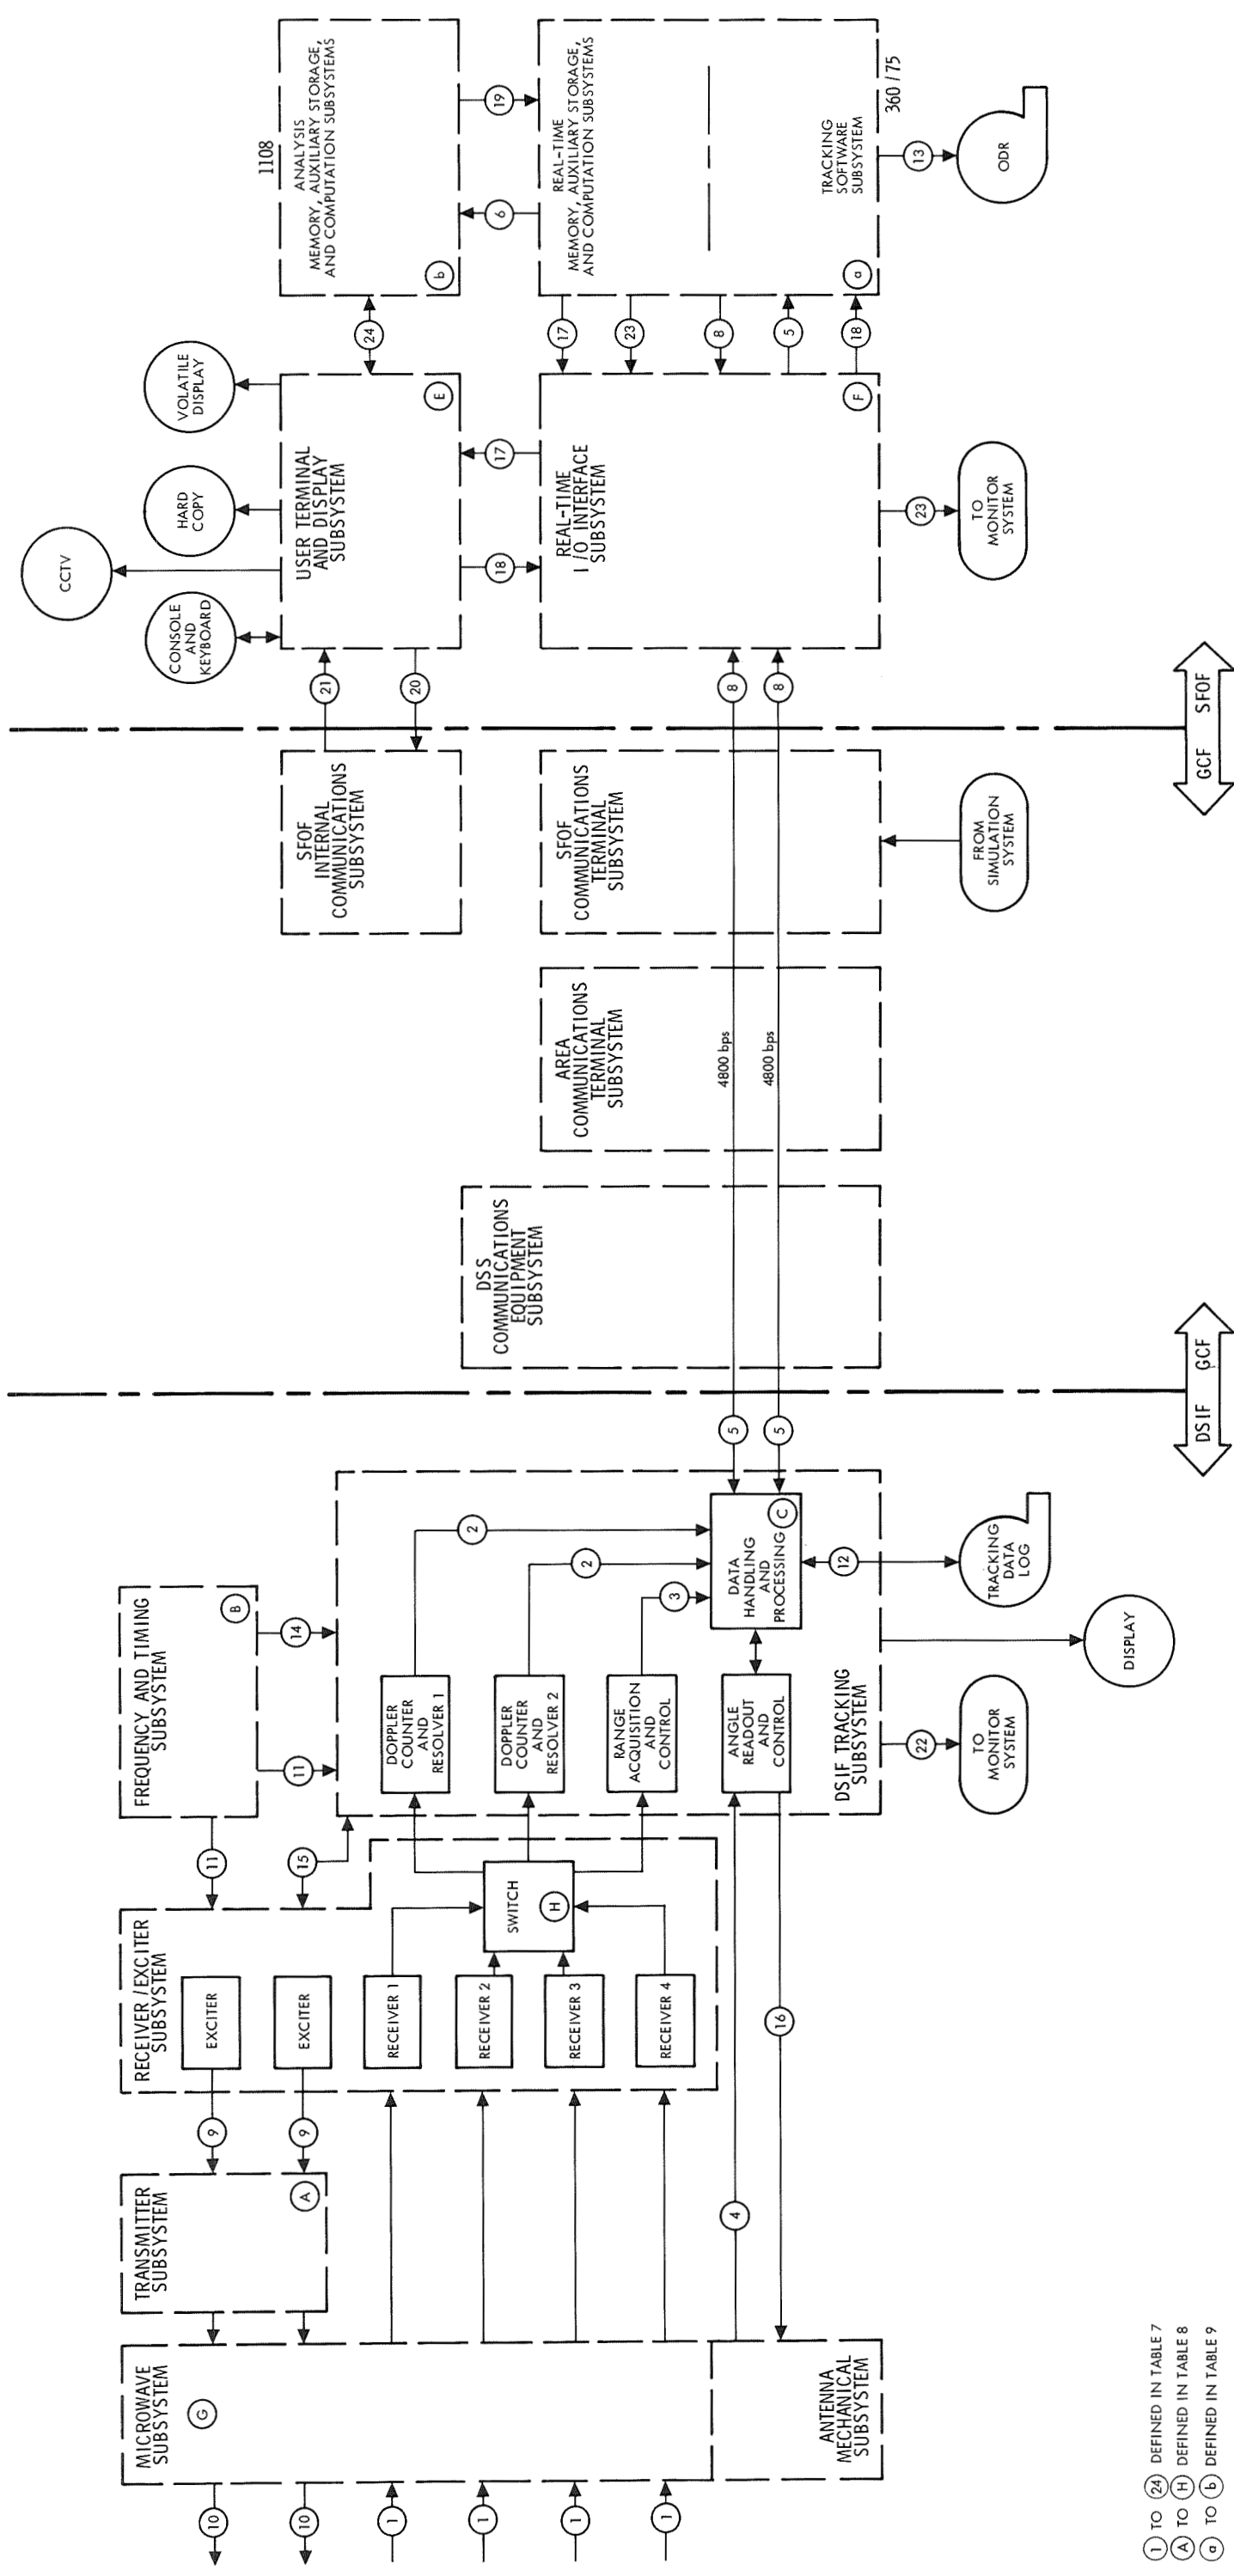 MICROWAVE
SUBSYSTEM
G
10
10
1
1
1
1
ANTENNA
MECHANICAL
SUBSYSTEM
TRANSMITTER
SUBSYSTEM
A
9
9
4
16
RECEIVER/EXCITER
SUBSYSTEM
EXCITER
EXCITER
RECEIVER 1
RECEIVER 2
RECEIVER 3
RECEIVER 4
SWITCH
H
11
15
FREQUENCY AND TIMING
SUBSYSTEM
B
11
14
DOPPLER
COUNTER
AND
RESOLVER 1
DOPPLER
COUNTER
AND
RESOLVER 2
RANGE
ACQUISITION
AND
CONTROL
ANGLE
READOUT
AND
CONTROL
DSIF TRACKING
SUBSYSTEM
2
2
3
DATA
HANDLING
AND
PROCESSING
C
5
5
12
22
TO
MONITOR
SYSTEM
DISPLAY
TRACKING
DATA
LOG
DSIF GCF
DSS
COMMUNICATIONS
EQUIPMENT
SUBSYSTEM
AREA
COMMUNICATIONS
TERMINAL
SUBSYSTEM
4800 bps
4800 bps
SFOF
INTERNAL
COMMUNICATIONS
SUBSYSTEM
SFOF
COMMUNICATIONS
TERMINAL
SUBSYSTEM
FROM
SIMULATION
SYSTEM
GCF SFOF
21
20
8
8
CONSOLE
AND
KEYBOARD
CCTV
HARD
COPY
VOLATILE
DISPLAY
USER TERMINAL
AND DISPLAY
SUBSYSTEM
E
18
17
REAL-TIME
I/O INTERFACE
SUBSYSTEM
F
23
TO
MONITOR
SYSTEM
24
17
23
8
5
18
1108
ANALYSIS
MEMORY, AUXILIARY STORAGE,
AND COMPUTATION SUBSYSTEMS
b
6
19
REAL-TIME
MEMORY, AUXILIARY STORAGE,
AND COMPUTATION SUBSYSTEMS
TRACKING
SOFTWARE
SUBSYSTEM
a
360/75
13
ODR
1 TO 24 DEFINED IN TABLE 7
A TO H DEFINED IN TABLE 8
a TO b DEFINED IN TABLE 9